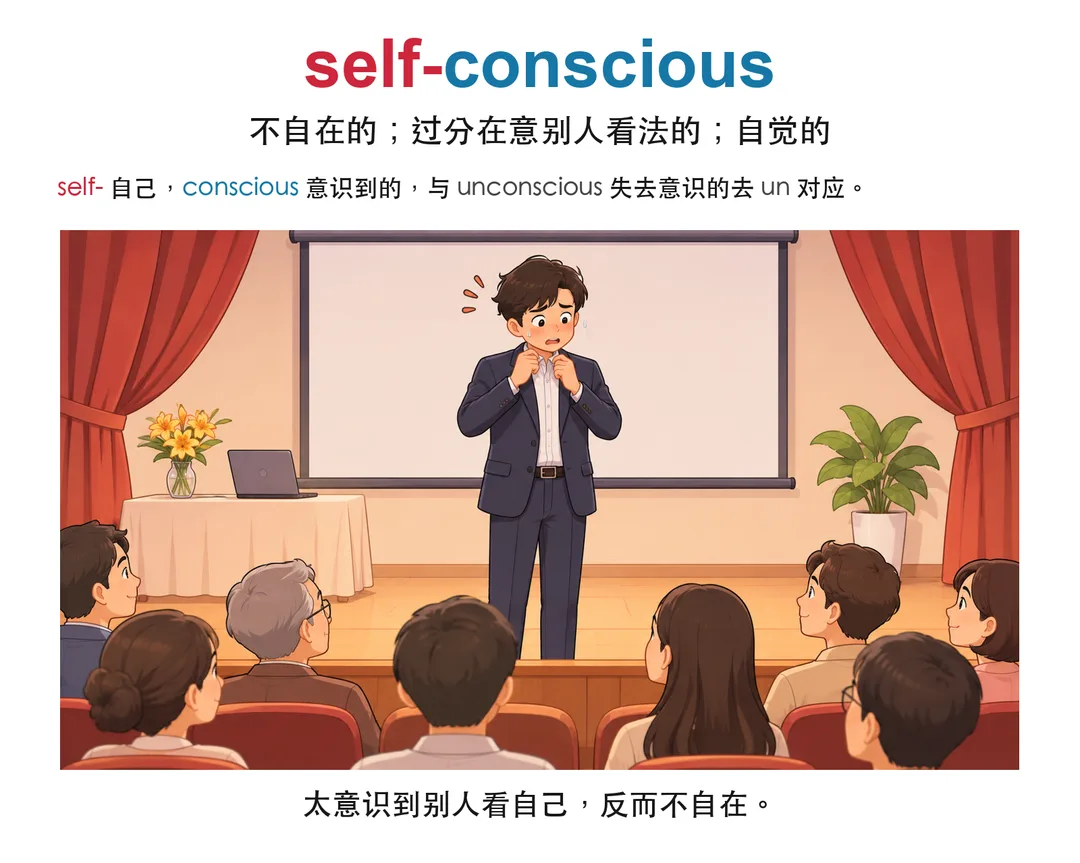 self-conscious
不自在的；过分在意别人看法的；自觉的
self- 自己，conscious 意识到的，与 unconscious 失去意识的去 un 对应。
太意识到别人看自己，反而不自在。